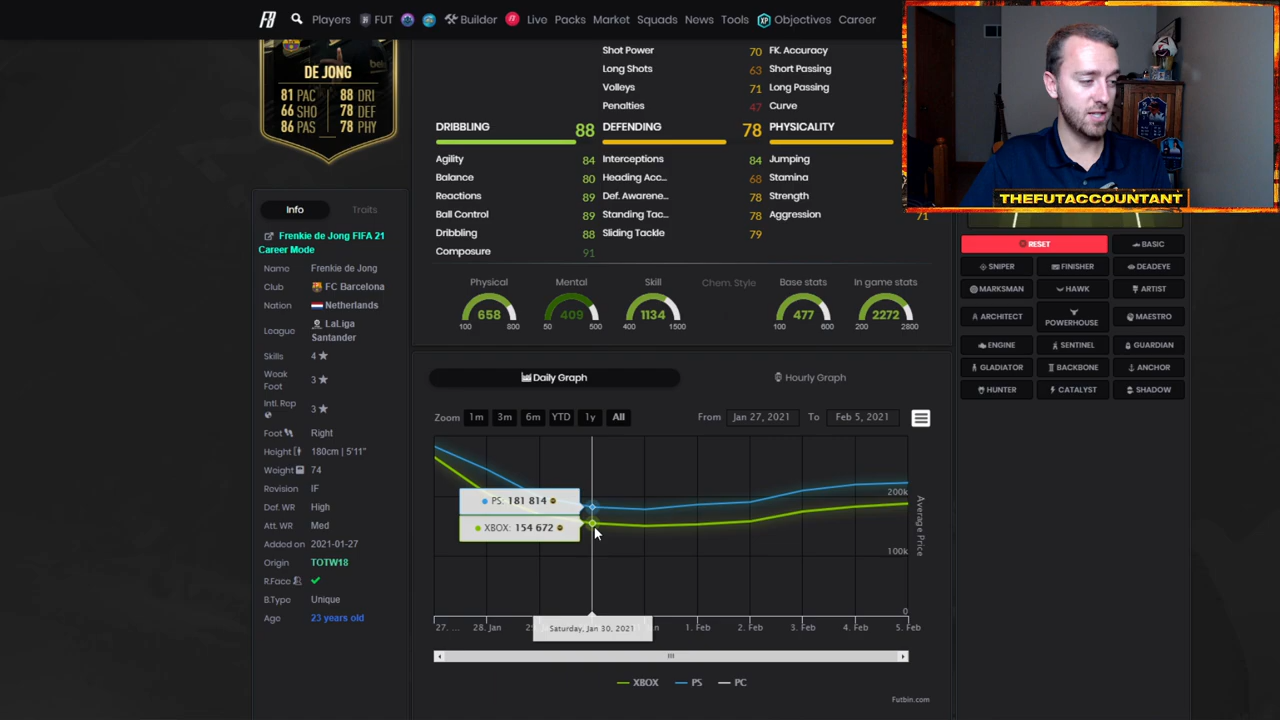 FB Players FUT Builder Live Packs Market Squads News Tools XP Objectives Career
DE JONG
81 PAC 88 DRI
66 SHO 78 DEF
86 PAS 78 PHY
Shot Power 70 FK. Accuracy
Long Shots 63 Short Passing
Volleys 71 Long Passing
Penalties 47 Curve
DRIBBLING 88 DEFENDING 78 PHYSICALITY
Agility 84 Interceptions 84 Jumping
Balance 80 Heading Acc... 68 Stamina
Reactions 89 Def. Awarene... 78 Strength
Ball Control 89 Standing Tac... 78 Aggression 71
Dribbling 88 Sliding Tackle 79
Composure 91
THEFUTACCOUNTANT
Info Traits
Frenkie de Jong FIFA 21
Career Mode
Name Frenkie de Jong
Club FC Barcelona
Nation Netherlands
League LaLiga
Santander
Skills 4
Weak
Foot 3
Intl. Rep 3
Foot Right
Height 180cm | 5'11"
Weight 74
Revision IF
Def. WR High
Att. WR Med
Added on 2021-01-27
Origin TOTW18
R.Face
B.Type Unique
Age 23 years old
Physical Mental Skill Chem. Style Base stats In game stats
658 409 1134 477 2272
100 800 50 500 400 1500 100 600 200 2800
RESET BASIC
SNIPER FINISHER DEADEYE
MARKSMAN HAWK ARTIST
ARCHITECT POWERHOUSE MAESTRO
ENGINE SENTINEL GUARDIAN
GLADIATOR BACKBONE ANCHOR
HUNTER CATALYST SHADOW
Daily Graph Hourly Graph
Zoom 1m 3m 6m YTD 1y All From Jan 27, 2021 To Feb 5, 2021
PS: 181 814
XBOX: 154 672
200k
100k
0
Average Price
27. ... 28. Jan Saturday, Jan 30, 2021 1. Feb 2. Feb 3. Feb 4. Feb 5. Feb
XBOX PS PC
Futbin.com